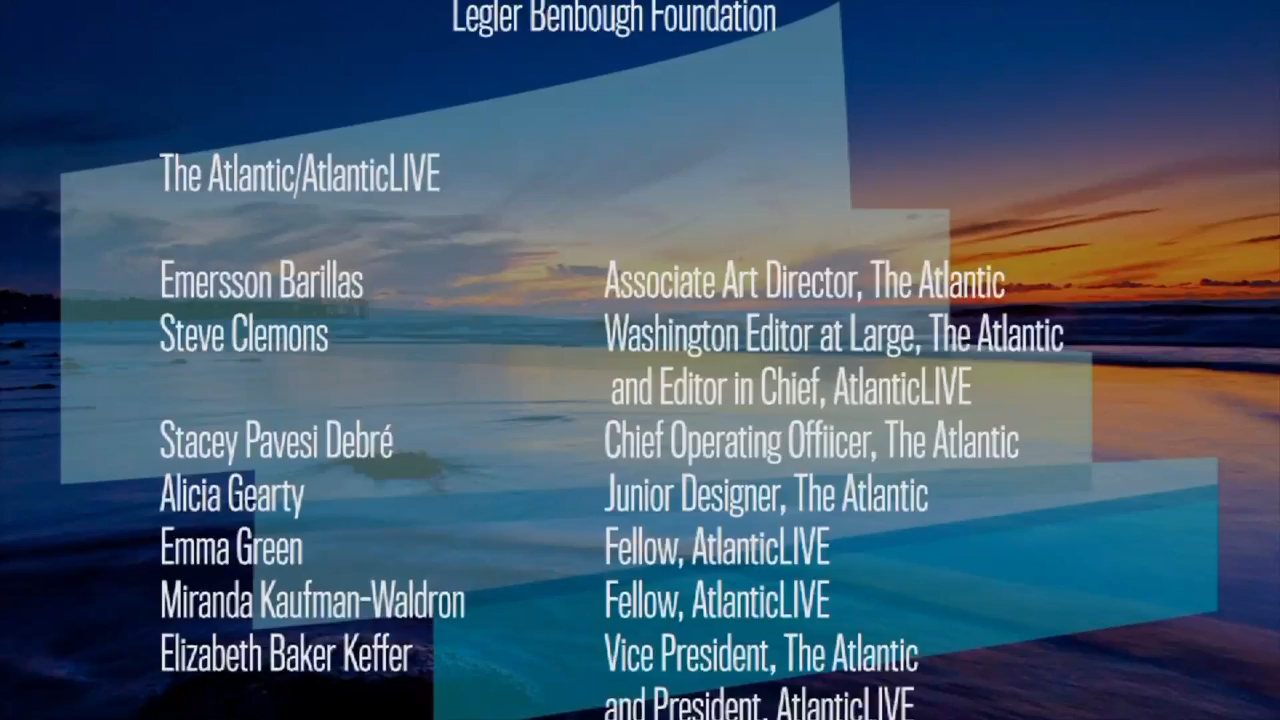 Legler Benbough Foundation
The Atlantic/AtlanticLIVE
Emersson Barillas Associate Art Director, The Atlantic
Steve Clemons Washington Editor at Large, The Atlantic
and Editor in Chief, AtlanticLIVE
Stacey Pavesi Debré Chief Operating Offiicer, The Atlantic
Alicia Gearty Junior Designer, The Atlantic
Emma Green Fellow, AtlanticLIVE
Miranda Kaufman-Waldron Fellow, AtlanticLIVE
Elizabeth Baker Keffer Vice President, The Atlantic
and President, AtlanticLIVE